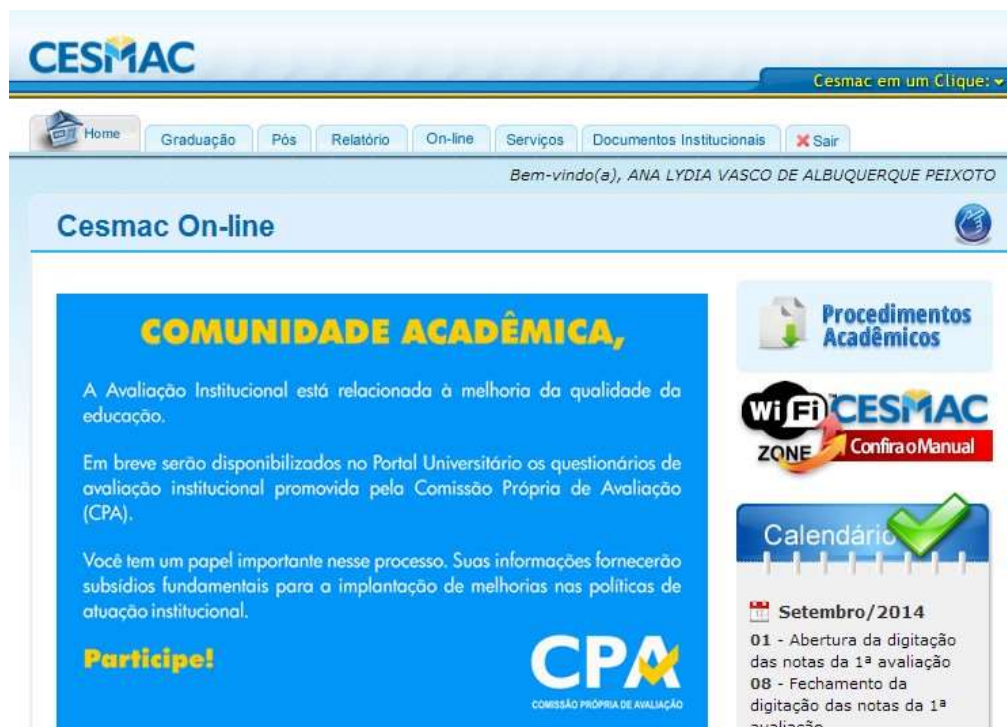 CESMAC
Cesmac em um Clique:
Home
Graduação
Pós
Relatório
On-line
Serviços
Documentos Institucionais
Sair
Bem-vindo(a), ANA LYDIA VASCO DE ALBUQUERQUE PEIXOTO
Cesmac On-line
COMUNIDADE ACADÊMICA,
A Avaliação Institucional está relacionada à melhoria da qualidade da
educação.
Em breve serão disponibilizados no Portal Universitário os questionários de
avaliação institucional promovida pela Comissão Própria de Avaliação
(CPA).
Você tem um papel importante nesse processo. Suas informações fornecerão
subsídios fundamentais para a implantação de melhorias nas políticas de
atuação institucional.
Participe!
CPA
COMISSÃO PRÓPRIA DE AVALIAÇÃO
Procedimentos
Acadêmicos
Wi Fi CESMAC
ZONE Confira o Manual
Calendário
Setembro/2014
01 - Abertura da digitação
das notas da 1ª avaliação
08 - Fechamento da
digitação das notas da 1ª
avaliação